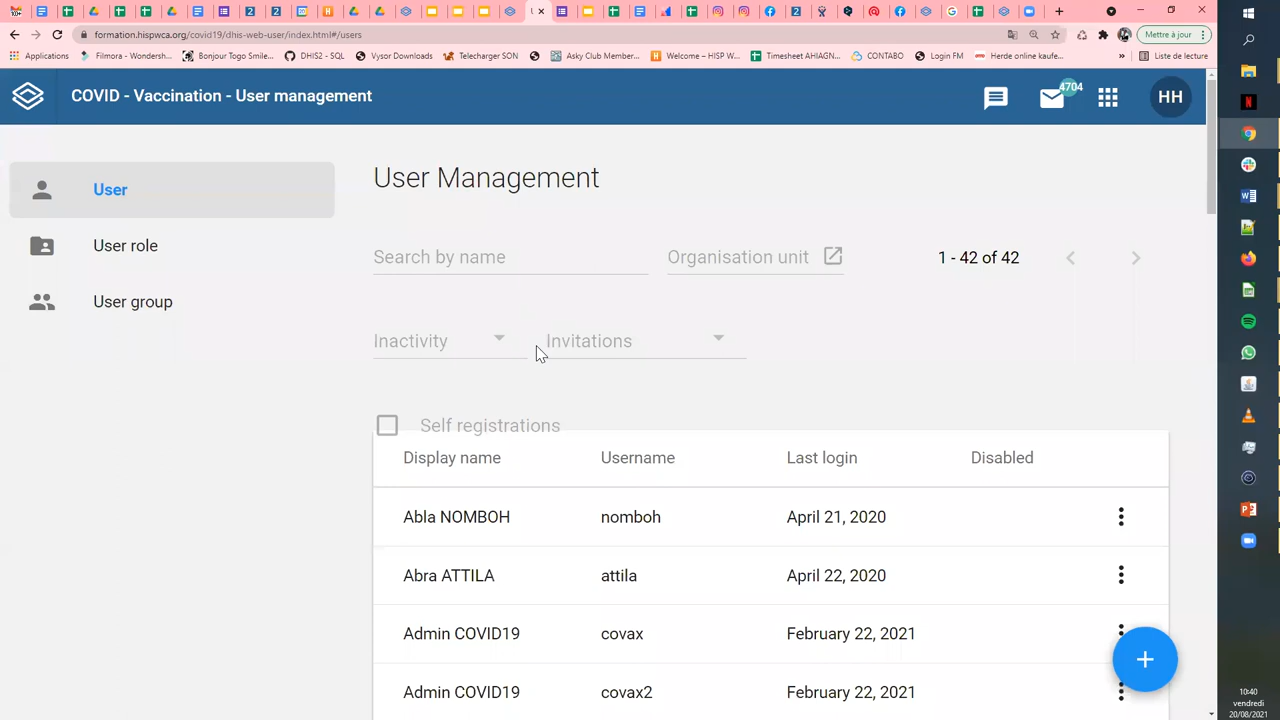 formation.hispwca.org/covid19/dhis-web-user/index.html#/users
Mettre à jour
Applications
Filmora - Wondersh...
Bonjour Togo Smile...
DHIS2 - SQL
Vysor Downloads
Telecharger SON
Asky Club Member...
Welcome – HISP W...
Timesheet AHIAGN...
CONTABO
Login FM
Herde online kaufe...
»
Liste de lecture
COVID - Vaccination - User management
4704
HH
User
User role
User group
User Management
Search by name
Organisation unit
1 - 42 of 42
Inactivity
Invitations
Self registrations
Display name Username Last login Disabled
Abla NOMBOH nomboh April 21, 2020
Abra ATTILA attila April 22, 2020
Admin COVID19 covax February 22, 2021
Admin COVID19 covax2 February 22, 2021
10:40
vendredi
20/08/2021